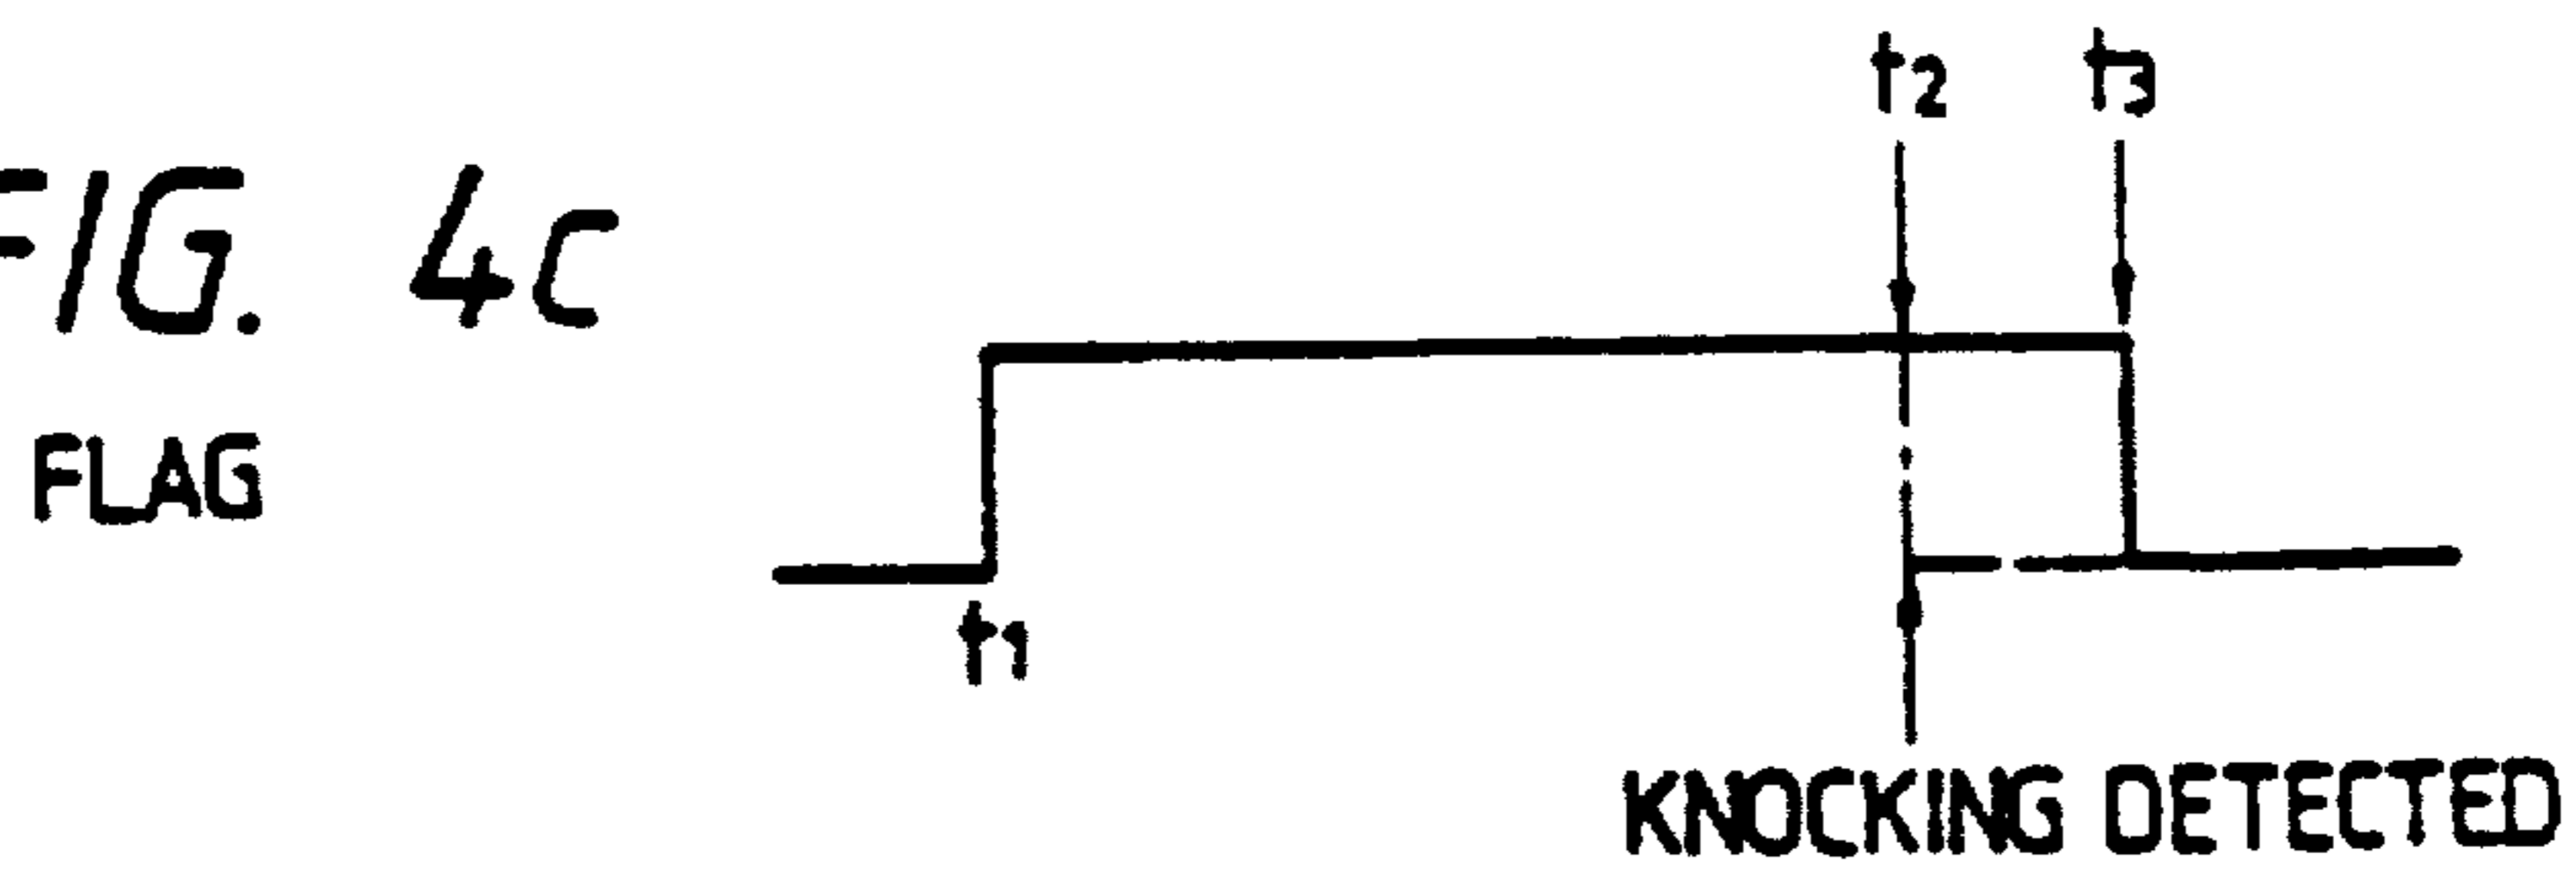 FIG. 4c
FLAG
t2
t3
t1
KNOCKING DETECTED